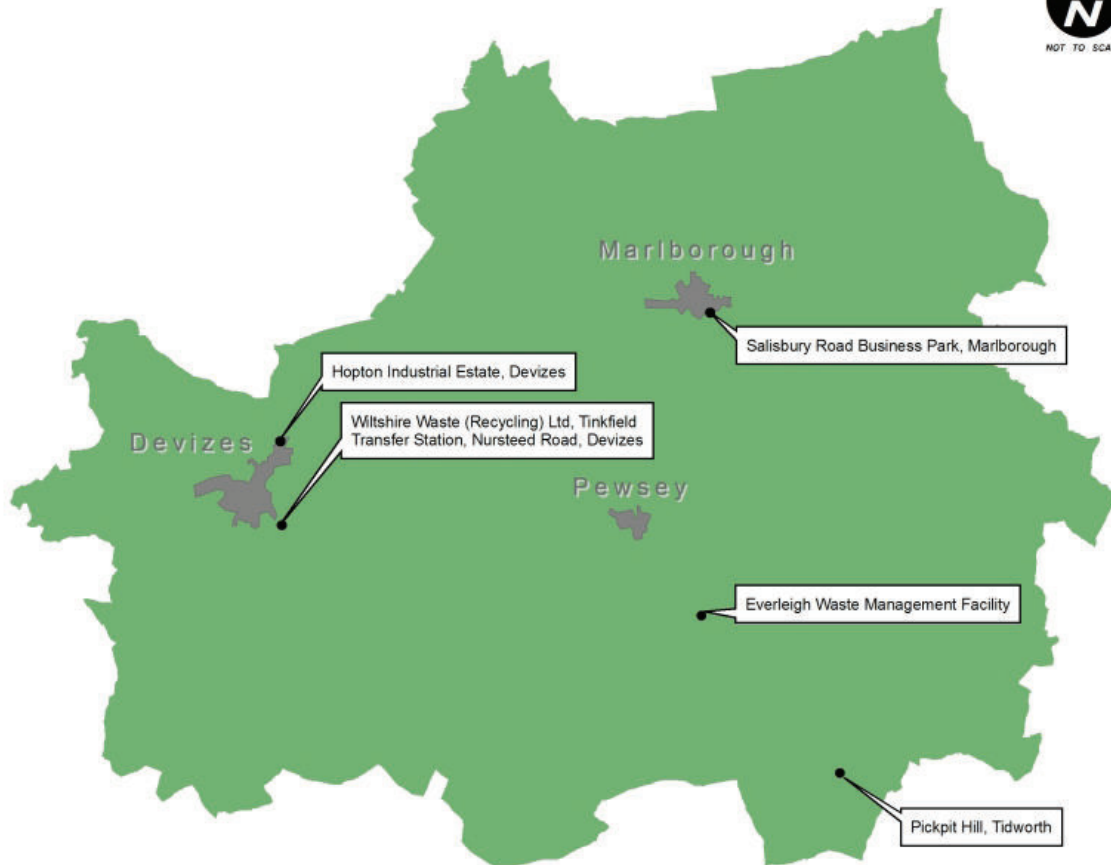 N
NOT TO SCA
Marlborough
Salisbury Road Business Park, Marlborough
Hopton Industrial Estate, Devizes
Wiltshire Waste (Recycling) Ltd, Tinkfield
Transfer Station, Nursteed Road, Devizes
Devizes
Pewsey
Everleigh Waste Management Facility
Pickpit Hill, Tidworth